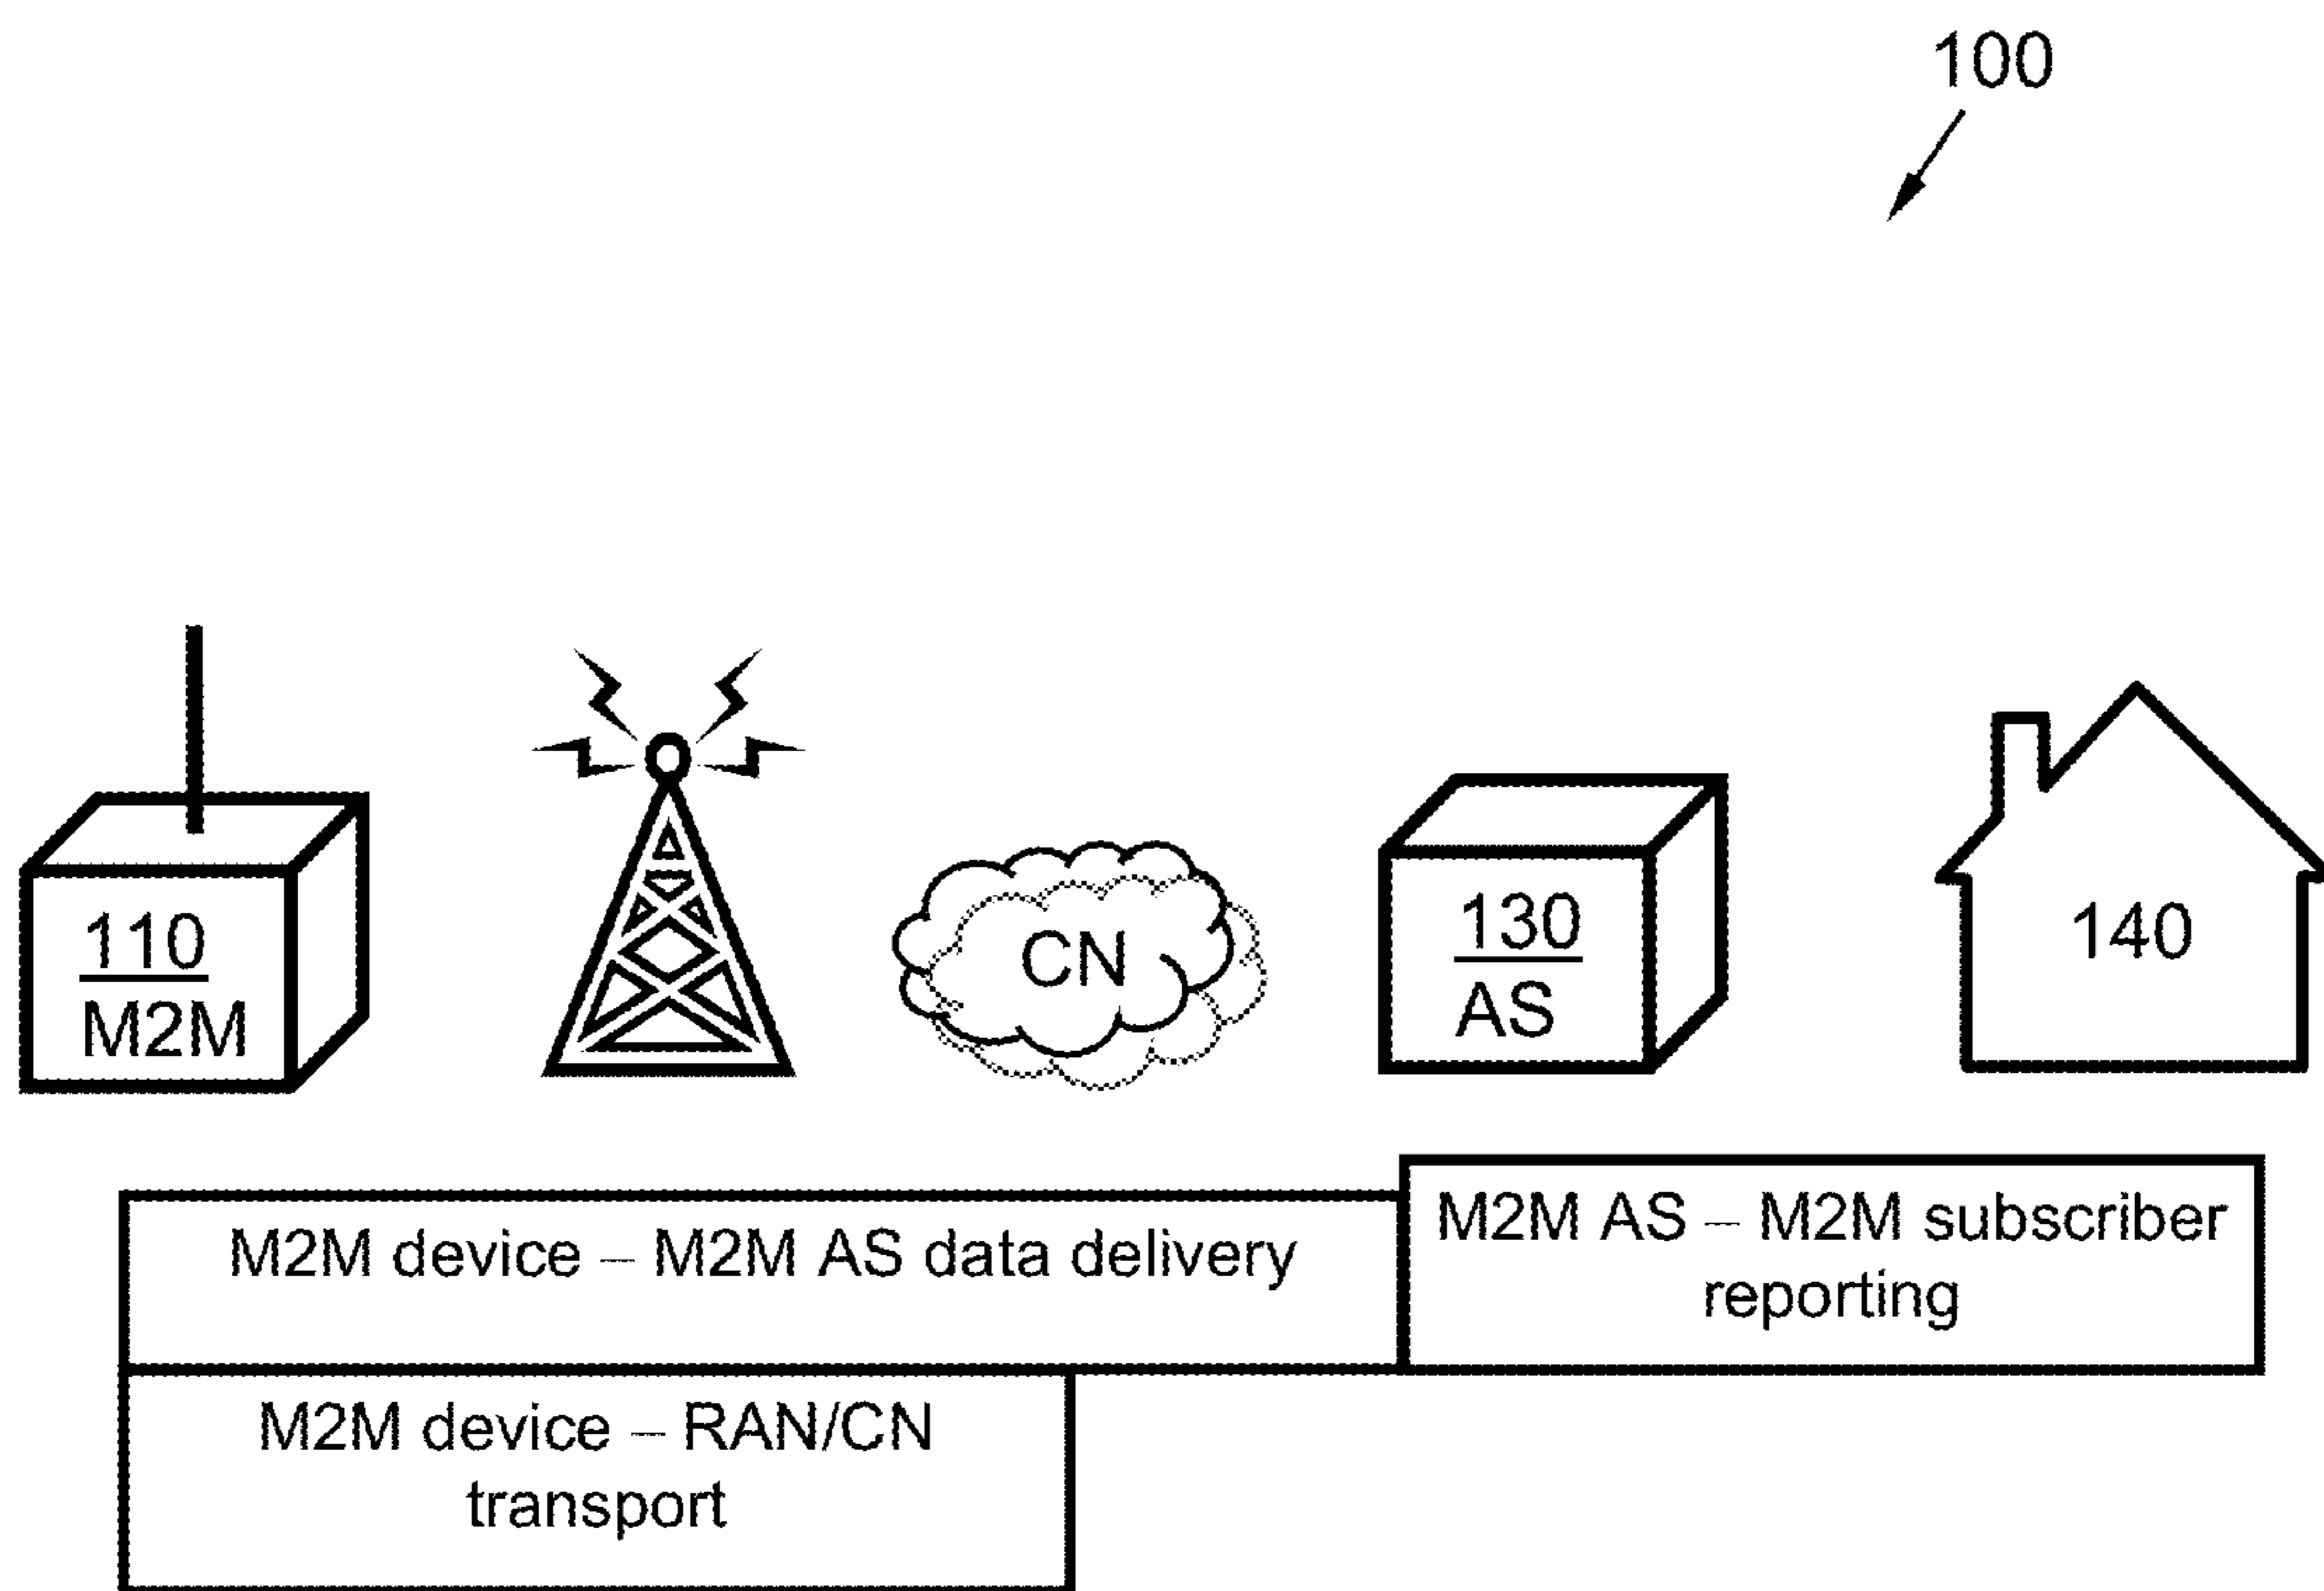 100
110
M2M
CN
130
AS
140
M2M device – M2M AS data delivery
M2M AS – M2M subscriber
reporting
M2M device – RAN/CN
transport